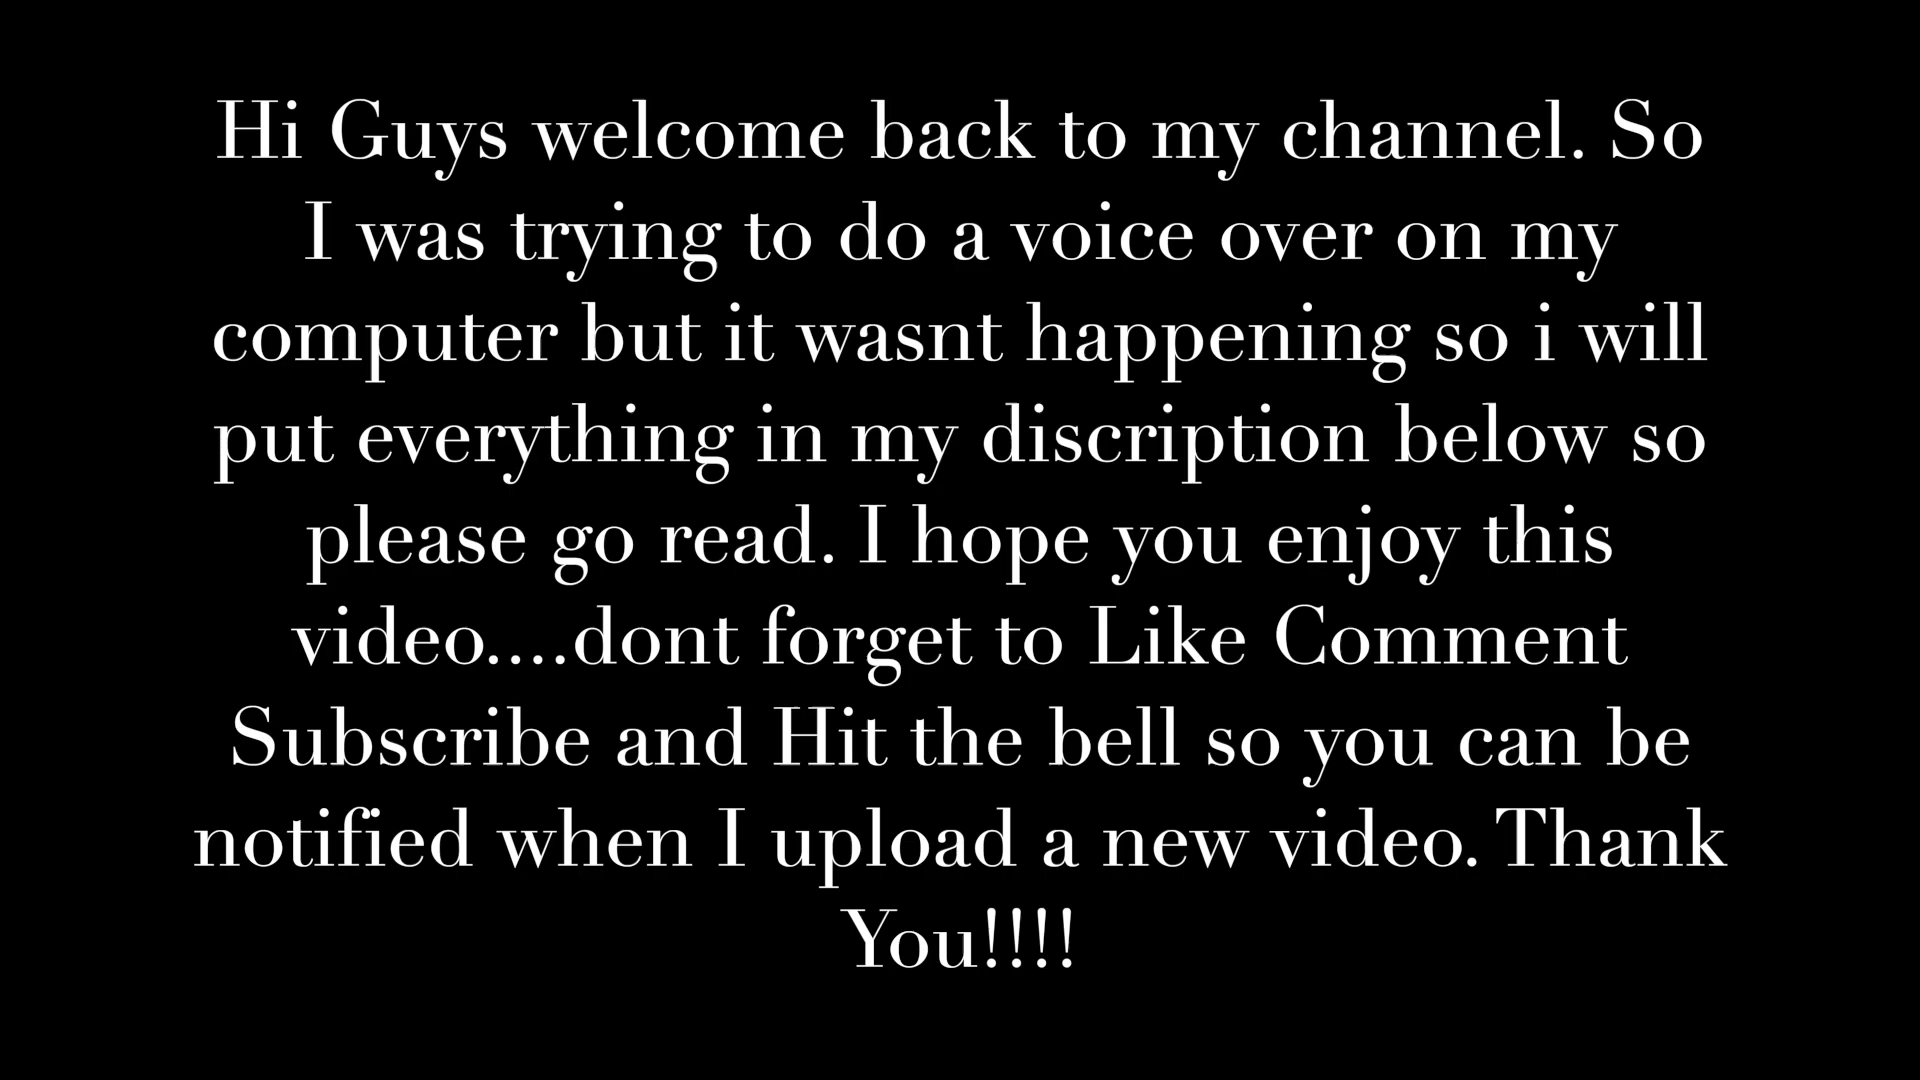 Hi Guys welcome back to my channel. So
I was trying to do a voice over on my
computer but it wasnt happening so i will
put everything in my discription below so
please go read. I hope you enjoy this
video....dont forget to Like Comment
Subscribe and Hit the bell so you can be
notified when I upload a new video. Thank
You!!!!